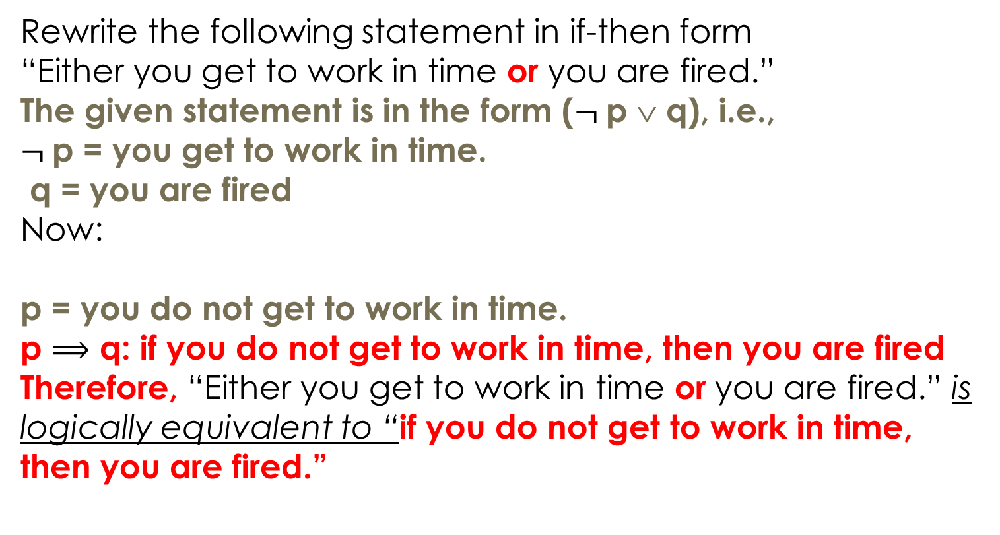 Rewrite the following statement in if-then form
“Either you get to work in time or you are fired.”
The given statement is in the form (¬ p ∨ q), i.e.,
¬ p = you get to work in time.
q = you are fired
Now:
p = you do not get to work in time.
p ⟹ q: if you do not get to work in time, then you are fired
Therefore, “Either you get to work in time or you are fired.” is
logically equivalent to “if you do not get to work in time,
then you are fired.”